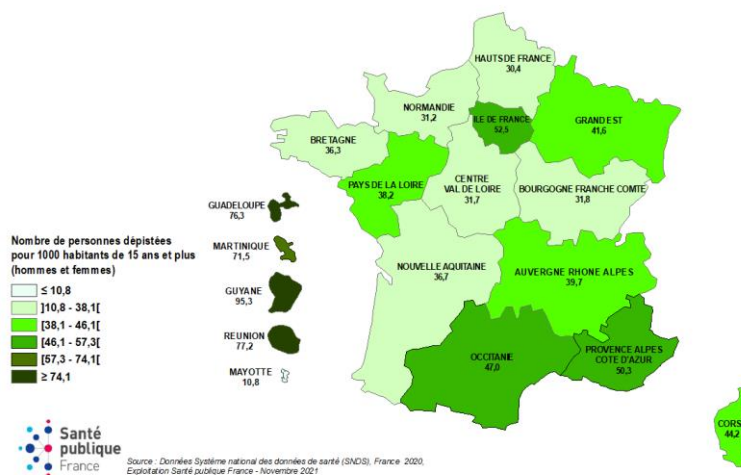 HAUTS DE FRANCE
30,4
NORMANDIE
31,2
ILE DE FRANCE
52,5
GRAND EST
41,6
BRETAGNE
36,3
PAYS DE LA LOIRE
38,2
CENTRE
VAL DE LOIRE
31,7
BOURGOGNE FRANCHE COMTE
31,8
GUADELOUPE
76,3
MARTINIQUE
71,5
GUYANE
95,3
REUNION
77,2
MAYOTTE
10,8
NOUVELLE AQUITAINE
36,7
AUVERGNE RHONE ALPES
39,7
OCCITANIE
47,0
PROVENCE ALPES
COTE D'AZUR
50,3
CORS
44,2
Nombre de personnes dépistées
pour 1000 habitants de 15 ans et plus
(hommes et femmes)
≤ 10,8
]10,8 - 38,1[
[38,1 - 46,1[
[46,1 - 57,3[
[57,3 - 74,1[
≥ 74,1
Santé
publique
France
Source : Données Système national des données de santé (SNDS), France 2020,
Exploitation Santé publique France - Novembre 2021